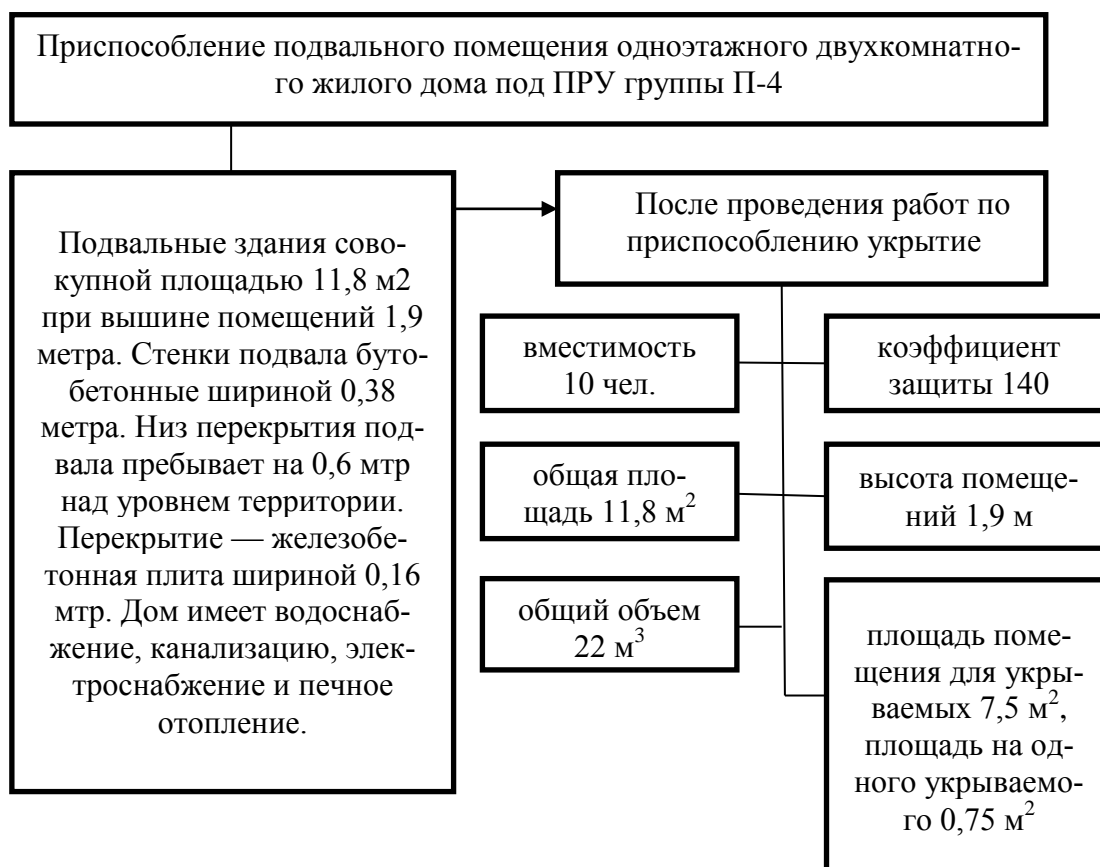 Приспособление подвального помещения одноэтажного двухкомнатно-
го жилого дома под ПРУ группы П-4
Подвальные здания сово-
купной площадью 11,8 м2
при вышине помещений 1,9
метра. Стенки подвала буто-
бетонные шириной 0,38
метра. Низ перекрытия под-
вала пребывает на 0,6 мтр
над уровнем территории.
Перекрытие — железобе-
тонная плита шириной 0,16
мтр. Дом имеет водоснаб-
жение, канализацию, элек-
троснабжение и печное
отопление.
После проведения работ по
приспособлению укрытие
вместимость
10 чел.
коэффициент
защиты 140
общая пло-
щадь 11,8 м²
высота помеще-
ний 1,9 м
общий объем
22 м³
площадь поме-
щения для укры-
ваемых 7,5 м²,
площадь на од-
ного укрываемо-
го 0,75 м²